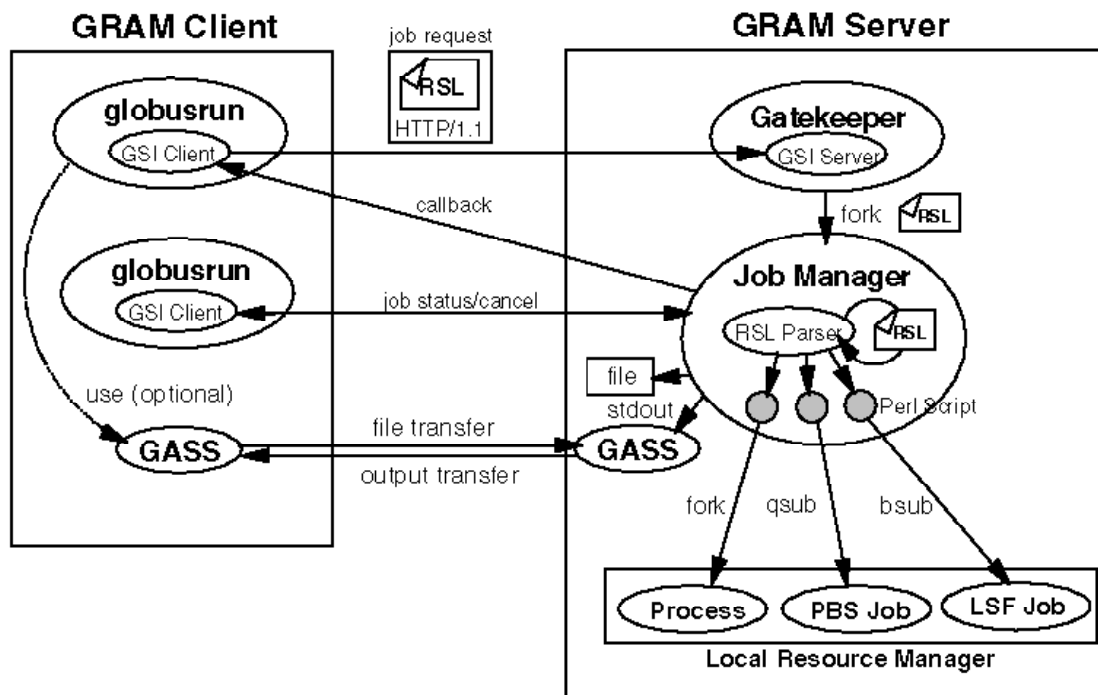 GRAM Client
GRAM Server
job request
RSL
HTTP/1.1
globusrun
GSI Client
Gatekeeper
GSI Server
callback
fork
RSL
globusrun
GSI Client
job status/cancel
Job Manager
RSL Parser
RSL
file
stdout
Perl Script
use (optional)
GASS
file transfer
output transfer
GASS
fork
qsub
bsub
Process
PBS Job
LSF Job
Local Resource Manager